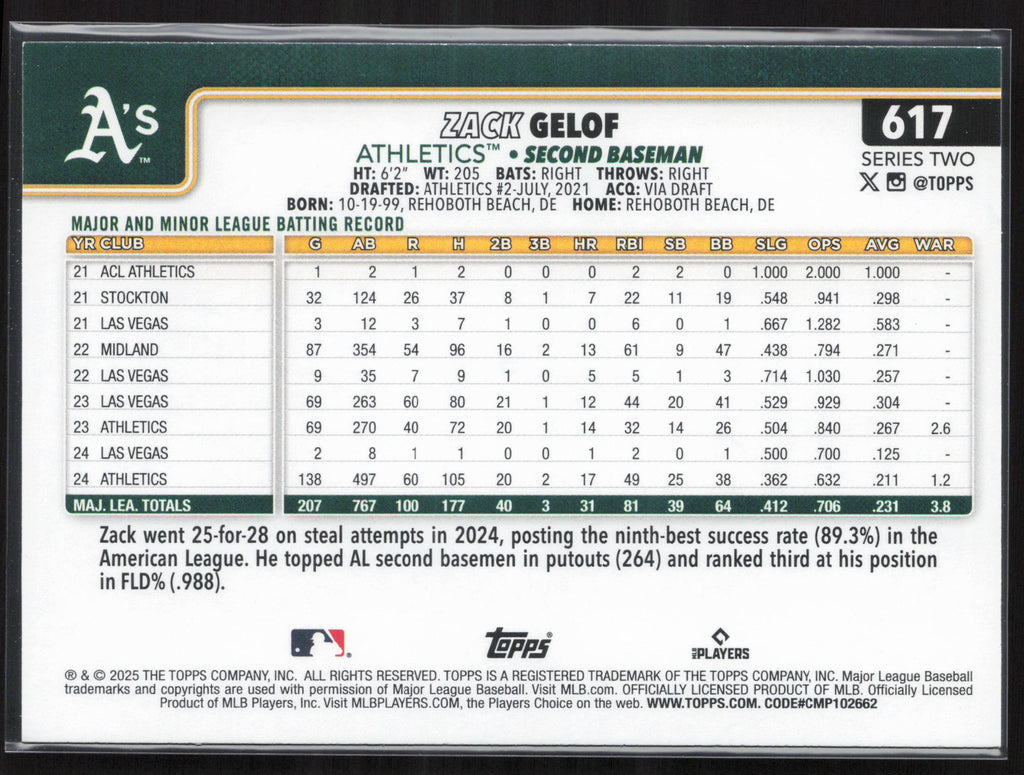 A's™
617
ZACK GELOF
ATHLETICS™ • SECOND BASEMAN
SERIES TWO
@TOPPS
HT: 6'2" WT: 205 BATS: RIGHT THROWS: RIGHT
DRAFTED: ATHLETICS #2-JULY, 2021 ACQ: VIA DRAFT
BORN: 10-19-99, REHOBOTH BEACH, DE HOME: REHOBOTH BEACH, DE
MAJOR AND MINOR LEAGUE BATTING RECORD
YR CLUB G AB R H 2B 3B HR RBI SB BB SLG OPS AVG WAR
21 ACL ATHLETICS 1 2 1 2 0 0 0 2 2 0 1.000 2.000 1.000 -
21 STOCKTON 32 124 26 37 8 1 7 22 11 19 .548 .941 .298 -
21 LAS VEGAS 3 12 3 7 1 0 0 6 0 1 .667 1.282 .583 -
22 MIDLAND 87 354 54 96 16 2 13 61 9 47 .438 .794 .271 -
22 LAS VEGAS 9 35 7 9 1 0 5 5 1 3 .714 1.030 .257 -
23 LAS VEGAS 69 263 60 80 21 1 12 44 20 41 .529 .929 .304 -
23 ATHLETICS 69 270 40 72 20 1 14 32 14 26 .504 .840 .267 2.6
24 LAS VEGAS 2 8 1 1 0 0 1 2 0 1 .500 .700 .125 -
24 ATHLETICS 138 497 60 105 20 2 17 49 25 38 .362 .632 .211 1.2
MAJ. LEA. TOTALS 207 767 100 177 40 3 31 81 39 64 .412 .706 .231 3.8
Zack went 25-for-28 on steal attempts in 2024, posting the ninth-best success rate (89.3%) in the
American League. He topped AL second basemen in putouts (264) and ranked third at his position
in FLD% (.988).
topps®
MLB PLAYERS
® & © 2025 THE TOPPS COMPANY, INC. ALL RIGHTS RESERVED. TOPPS IS A REGISTERED TRADEMARK OF THE TOPPS COMPANY, INC. Major League Baseball
trademarks and copyrights are used with permission of Major League Baseball. Visit MLB.com. OFFICIALLY LICENSED PRODUCT OF MLB. Officially Licensed
Product of MLB Players, Inc. Visit MLBPLAYERS.COM, the Players Choice on the web. WWW.TOPPS.COM. CODE#CMP102662